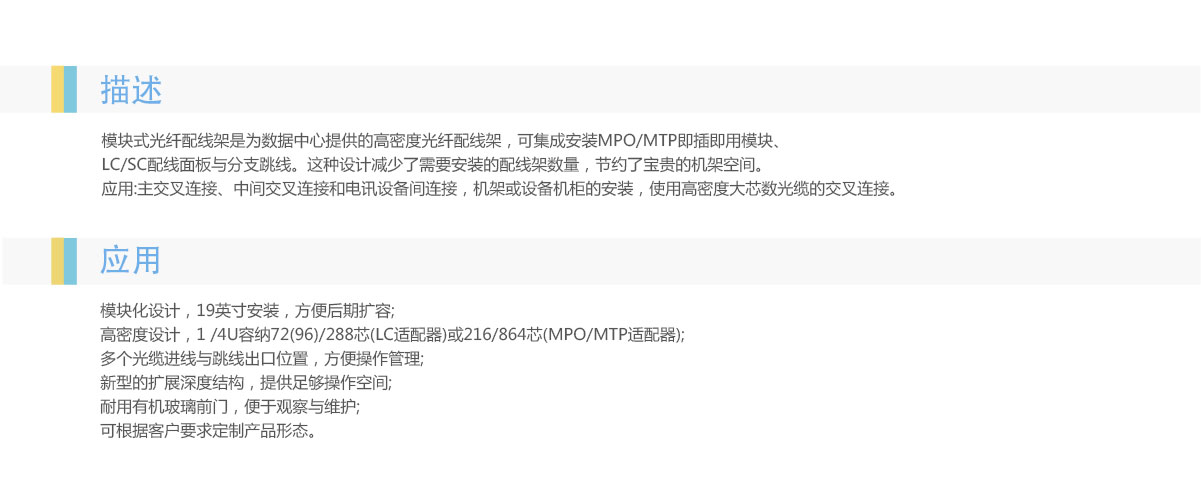 描述
模块式光纤配线架是为数据中心提供的高密度光纤配线架，可集成安装MPO/MTP即插即用模块、
LC/SC配线面板与分支跳线。这种设计减少了需要安装的配线架数量，节约了宝贵的机架空间。
应用:主交叉连接、中间交叉连接和电讯设备间连接，机架或设备机柜的安装，使用高密度大芯数光缆的交叉连接。
应用
模块化设计，19英寸安装，方便后期扩容;
高密度设计，1 /4U容纳72(96)/288芯(LC适配器)或216/864芯(MPO/MTP适配器);
多个光缆进线与跳线出口位置，方便操作管理;
新型的扩展深度结构，提供足够操作空间;
耐用有机玻璃前门，便于观察与维护;
可根据客户要求定制产品形态。